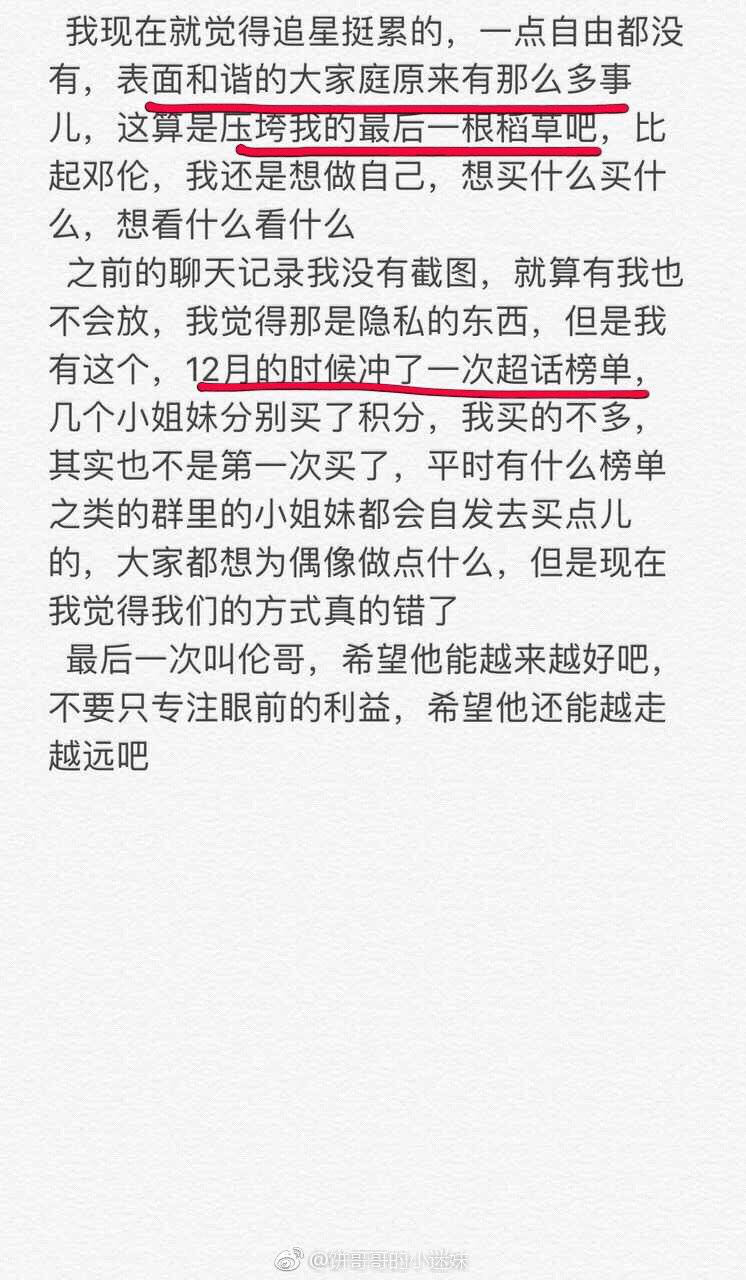 我现在就觉得追星挺累的，一点自由都没
有，表面和谐的大家庭原来有那么多事
儿，这算是压垮我的最后一根稻草吧，比
起邓伦，我还是想做自己，想买什么买什
么，想看什么看什么
之前的聊天记录我没有截图，就算有我也
不会放，我觉得那是隐私的东西，但是我
有这个，12月的时候冲了一次超话榜单，
几个小姐妹分别买了积分，我买的不多，
其实也不是第一次买了，平时有什么榜单
之类的群里的小姐妹都会自发去买点儿
的，大家都想为偶像做点什么，但是现在
我觉得我们的方式真的错了
最后一次叫伦哥，希望他能越来越好吧，
不要只专注眼前的利益，希望他还能越走
越远吧
@饼哥哥的小迷妹